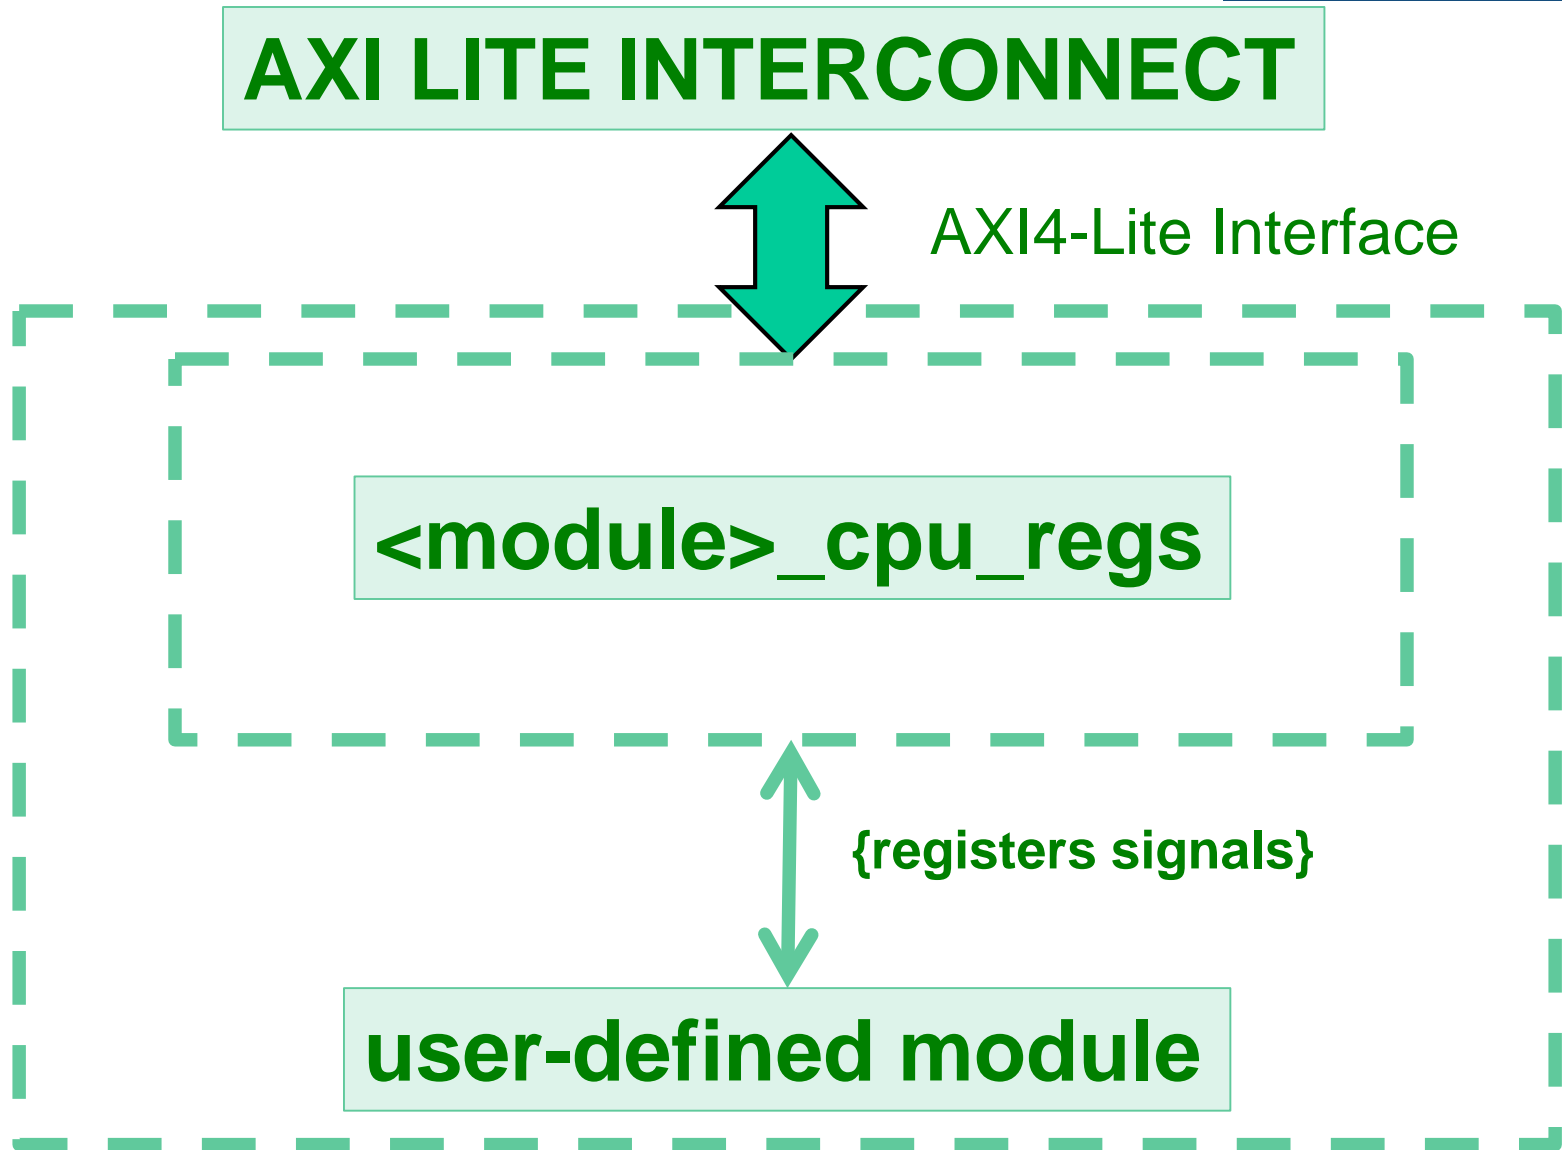 AXI LITE INTERCONNECT
AXI4-Lite Interface
<module>_cpu_regs
{registers signals}
user-defined module